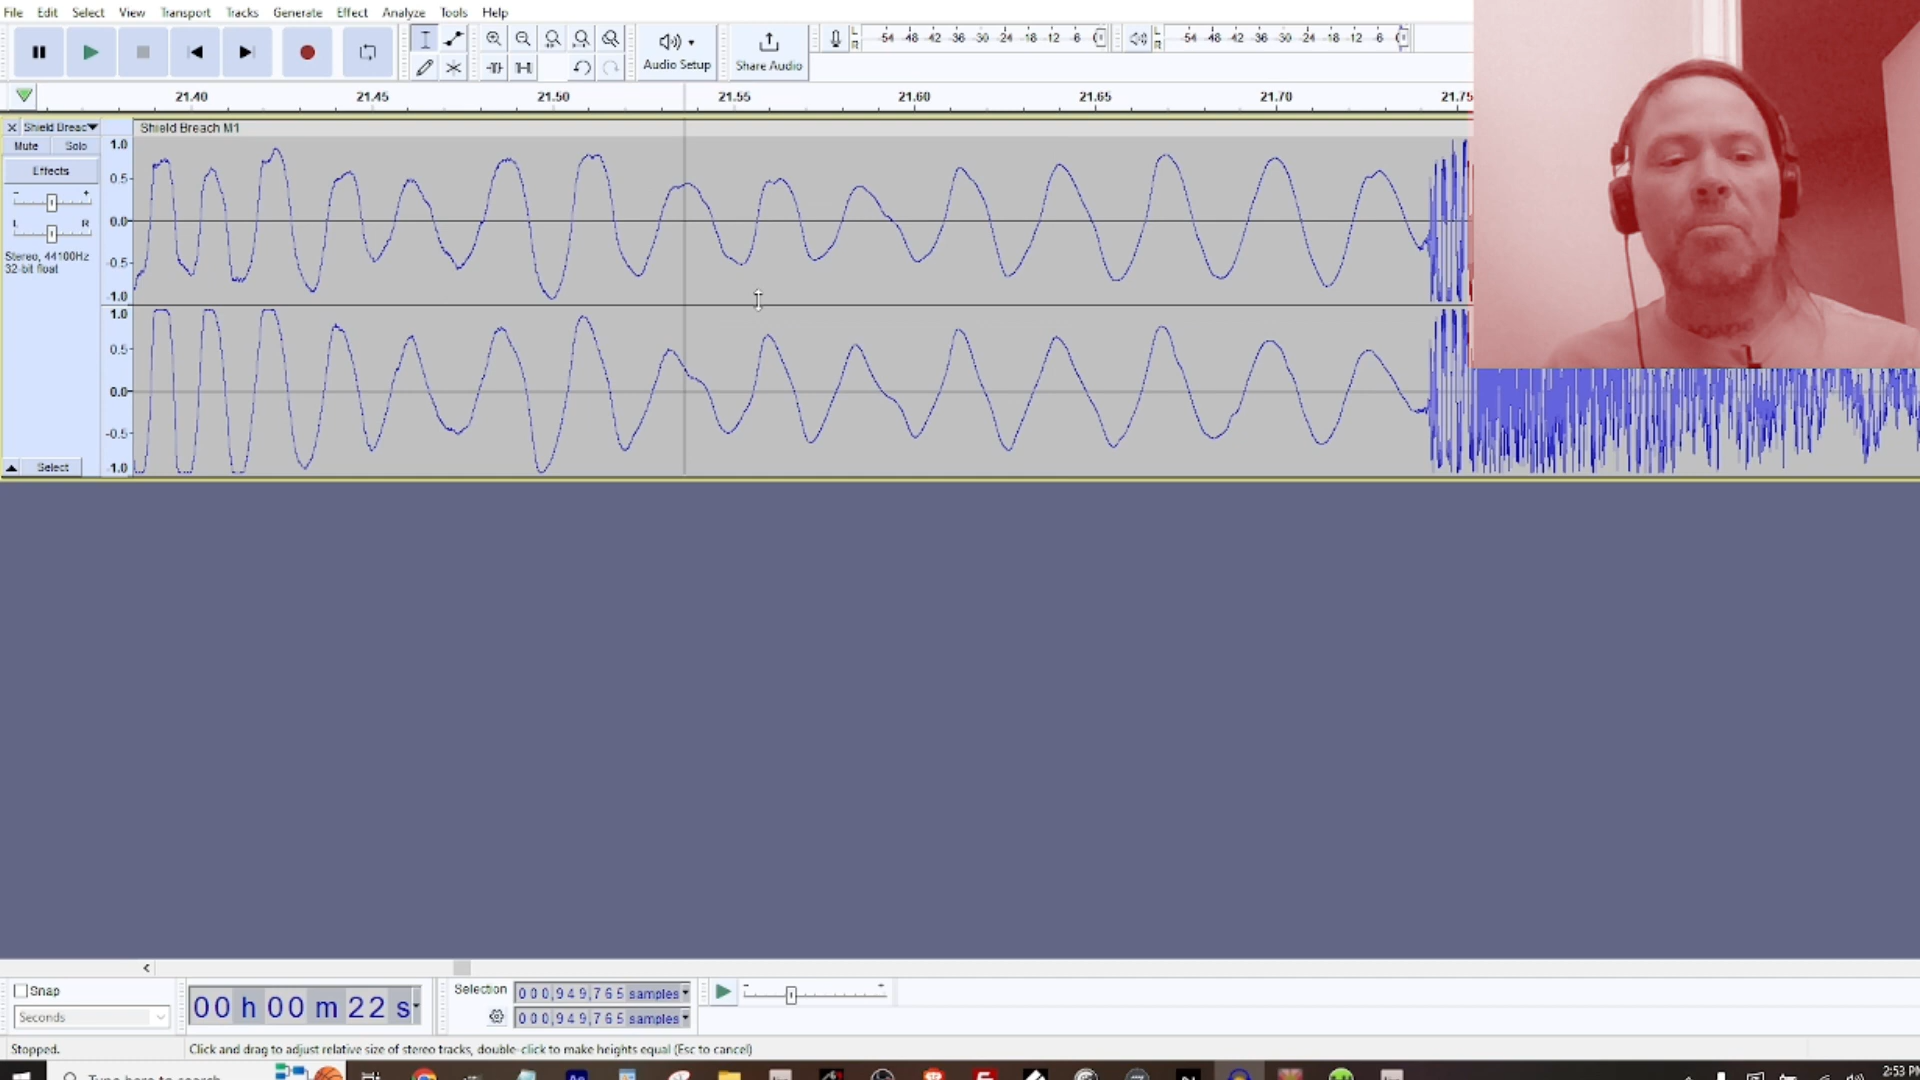 File Edit Select View Transport Tracks Generate Effect Analyze Tools Help
Audio Setup
Share Audio
L
R
-54 -48 -42 -36 -30 -24 -18 -12 -6
L
R
-54 -48 -42 -36 -30 -24 -18 -12 -6
21.40 21.45 21.50 21.55 21.60 21.65 21.70 21.75
Shield Breac
Shield Breach M1
Mute Solo
Effects
- +
L R
Stereo, 44100Hz
32-bit float
Select
1.0
0.5
0.0
-0.5
-1.0
1.0
0.5
0.0
-0.5
-1.0
Snap
Seconds
00 h 00 m 22 s
Selection
000,949,765 samples
000,949,765 samples
- +
Stopped.
Click and drag to adjust relative size of stereo tracks, double-click to make heights equal (Esc to cancel)
Type here to search